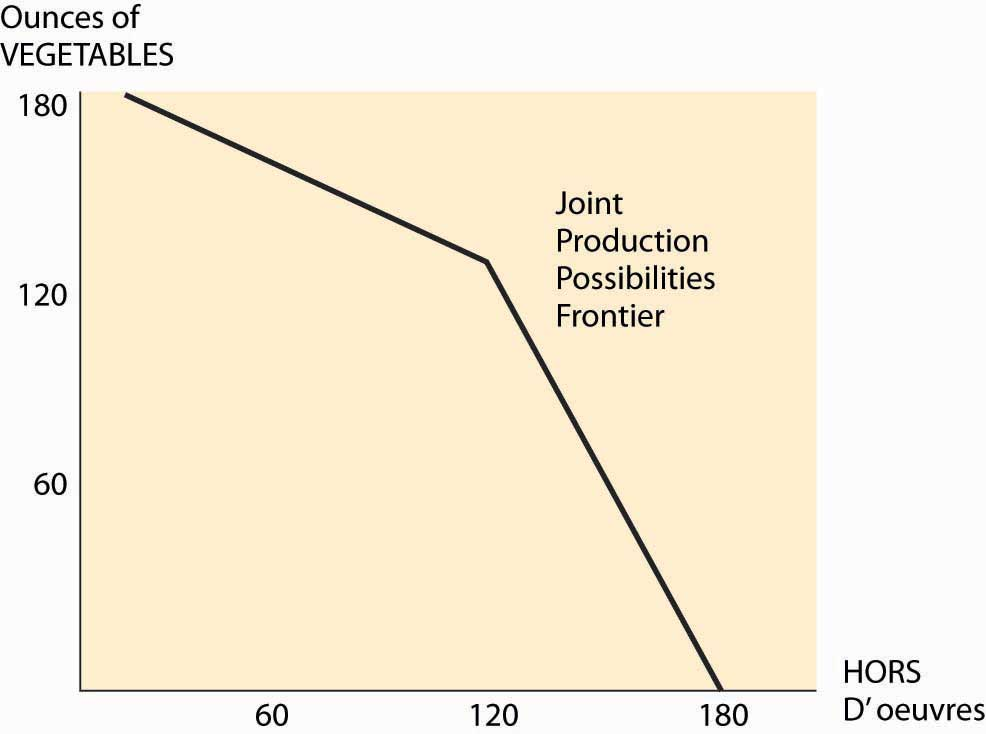 Ounces of
VEGETABLES
180
120
60
Joint
Production
Possibilities
Frontier
60
120
180
HORS
D’ oeuvres